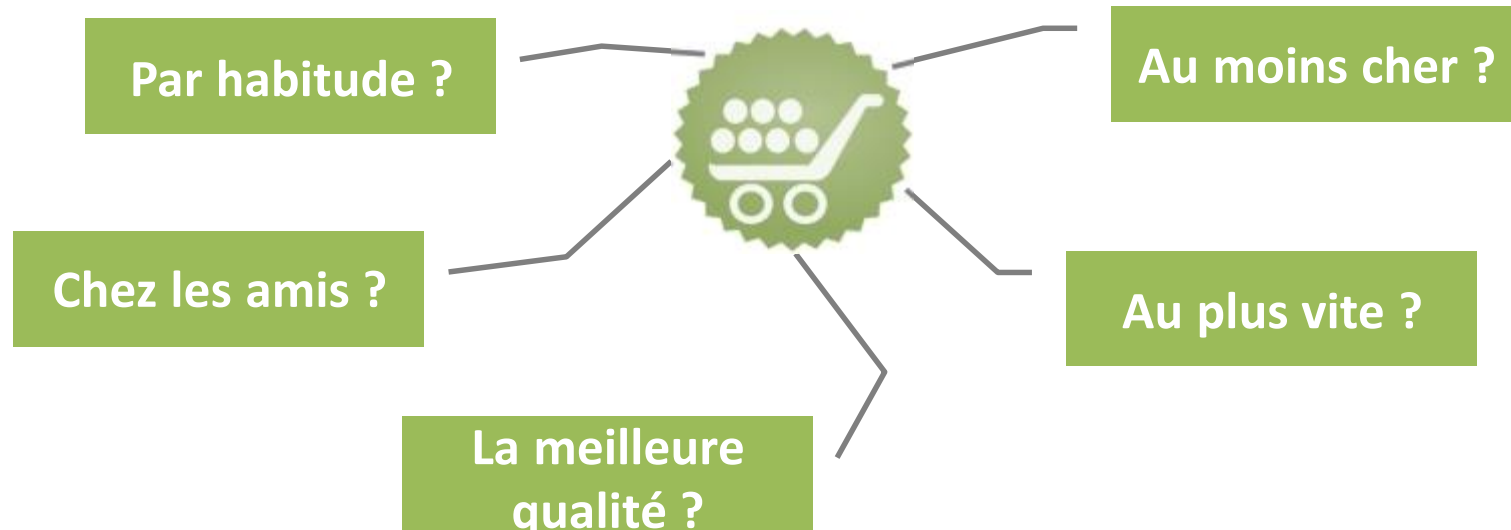 Par habitude ?
Au moins cher ?
Chez les amis ?
Au plus vite ?
La meilleure
qualité ?